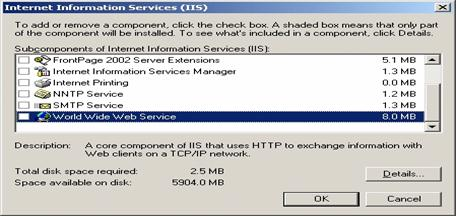 Internet Information Services (IIS)
To add or remove a component, click the check box. A shaded box means that only part
of the component will be installed. To see what's included in a component, click Details.
Subcomponents of Internet Information Services (IIS):
FrontPage 2002 Server Extensions 5.1 MB
Internet Information Services Manager 1.3 MB
Internet Printing 0.0 MB
NNTP Service 1.2 MB
SMTP Service 1.3 MB
World Wide Web Service 8.0 MB
Description: A core component of IIS that uses HTTP to exchange information with
Web clients on a TCP/IP network.
Total disk space required: 2.5 MB
Space available on disk: 5904.0 MB
Details...
OK Cancel